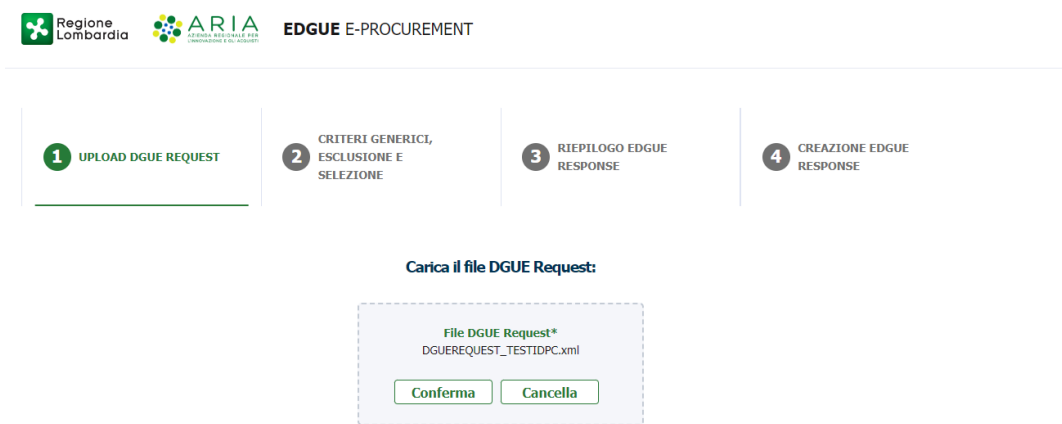 Regione
Lombardia
ARIA
AZIENDA REGIONALE PER
L'INNOVAZIONE E GLI ACQUISTI
EDGUE E-PROCUREMENT
1 UPLOAD DGUE REQUEST
2 CRITERI GENERICI,
ESCLUSIONE E
SELEZIONE
3 RIEPILOGO EDGUE
RESPONSE
4 CREAZIONE EDGUE
RESPONSE
Carica il file DGUE Request:
File DGUE Request*
DGUEREQUEST_TESTIDPC.xml
Conferma Cancella